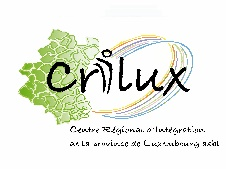 Crilux
Centre Régional d'Intégration
de la province de Luxembourg asbl